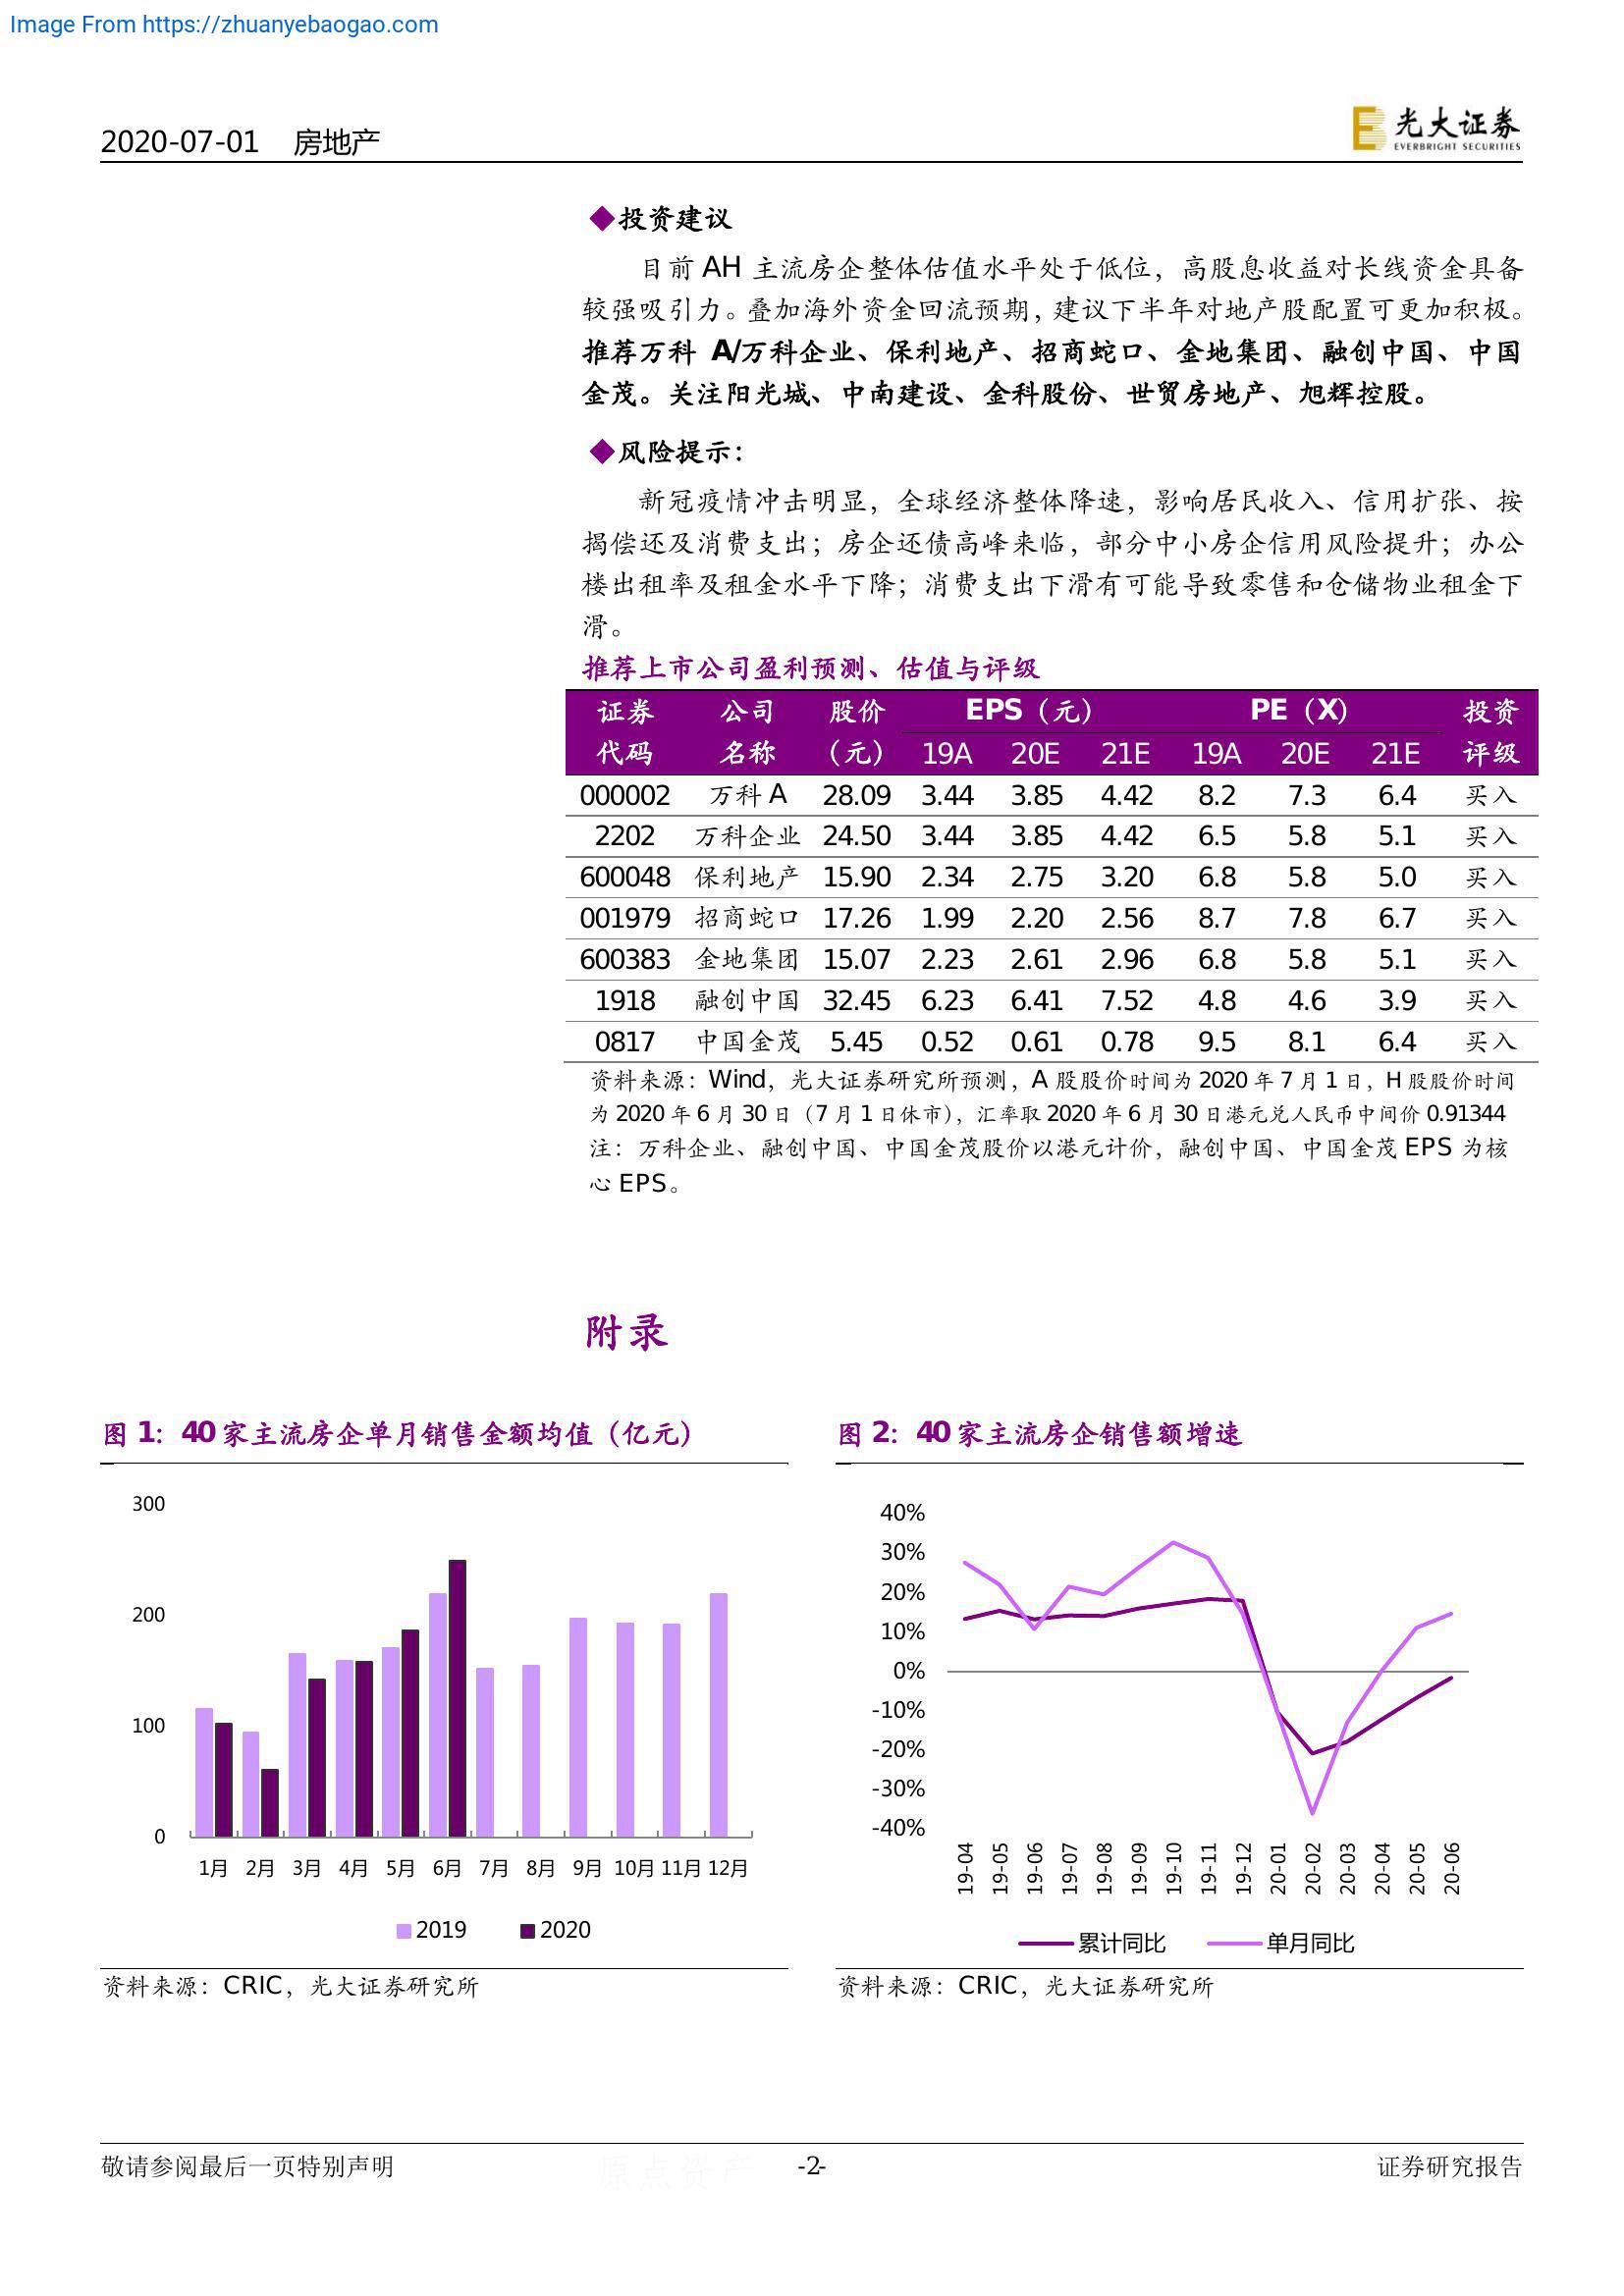 Image From https://zhuanyebaogao.com
2020-07-01 房地产
光大证券
EVERBRIGHT SECURITIES
◆投资建议
目前 AH 主流房企整体估值水平处于低位，高股息收益对长线资金具备
较强吸引力。叠加海外资金回流预期，建议下半年对地产股配置可更加积极。
推荐万科 A/万科企业、保利地产、招商蛇口、金地集团、融创中国、中国
金茂。关注阳光城、中南建设、金科股份、世贸房地产、旭辉控股。
◆风险提示：
新冠疫情冲击明显，全球经济整体降速，影响居民收入、信用扩张、按
揭偿还及消费支出；房企还债高峰来临，部分中小房企信用风险提升；办公
楼出租率及租金水平下降；消费支出下滑有可能导致零售和仓储物业租金下
滑。
推荐上市公司盈利预测、估值与评级
证券 公司 股价 EPS（元） PE（X） 投资
代码 名称 （元） 19A 20E 21E 19A 20E 21E 评级
000002 万科 A 28.09 3.44 3.85 4.42 8.2 7.3 6.4 买入
2202 万科企业 24.50 3.44 3.85 4.42 6.5 5.8 5.1 买入
600048 保利地产 15.90 2.34 2.75 3.20 6.8 5.8 5.0 买入
001979 招商蛇口 17.26 1.99 2.20 2.56 8.7 7.8 6.7 买入
600383 金地集团 15.07 2.23 2.61 2.96 6.8 5.8 5.1 买入
1918 融创中国 32.45 6.23 6.41 7.52 4.8 4.6 3.9 买入
0817 中国金茂 5.45 0.52 0.61 0.78 9.5 8.1 6.4 买入
资料来源：Wind，光大证券研究所预测，A 股股价时间为 2020 年 7 月 1 日，H 股股价时间
为 2020 年 6 月 30 日（7 月 1 日休市），汇率取 2020 年 6 月 30 日港元兑人民币中间价 0.91344
注：万科企业、融创中国、中国金茂股价以港元计价，融创中国、中国金茂 EPS 为核
心 EPS。
附录
图 1：40 家主流房企单月销售金额均值（亿元）
300
200
100
0
1月 2月 3月 4月 5月 6月 7月 8月 9月 10月 11月 12月
2019 2020
资料来源：CRIC，光大证券研究所
图 2：40 家主流房企销售额增速
40%
30%
20%
10%
0%
-10%
-20%
-30%
-40%
19-04 19-05 19-06 19-07 19-08 19-09 19-10 19-11 19-12 20-01 20-02 20-03 20-04 20-05 20-06
累计同比 单月同比
资料来源：CRIC，光大证券研究所
敬请参阅最后一页特别声明
原点资产
-2-
证券研究报告